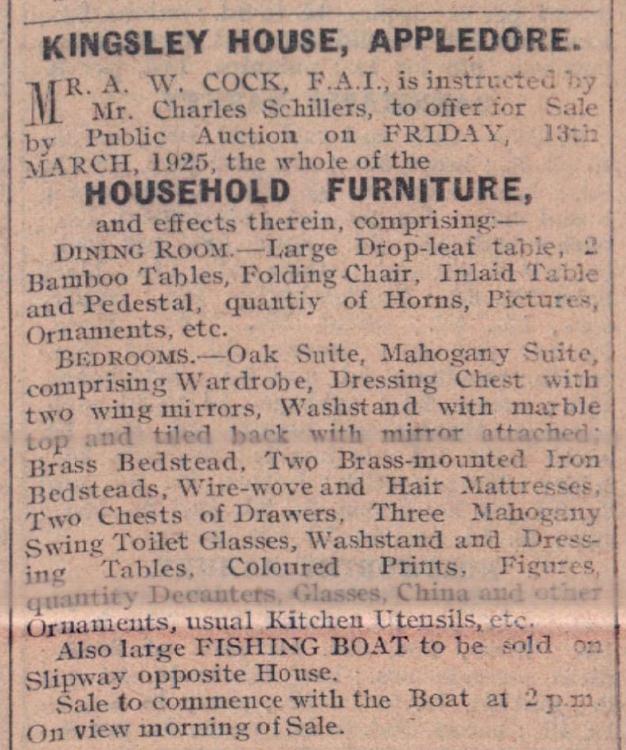 KINGSLEY HOUSE, APPLEDORE.
MR. A. W. COCK, F.A.I., is instructed by
Mr. Charles Schillers, to offer for Sale
by Public Auction on FRIDAY, 13th
MARCH, 1925, the whole of the
HOUSEHOLD FURNITURE,
and effects therein, comprising:—
DINING ROOM.—Large Drop-leaf table, 2
Bamboo Tables, Folding Chair, Inlaid Table
and Pedestal, quantiy of Horns, Pictures,
Ornaments, etc.
BEDROOMS.—Oak Suite, Mahogany Suite,
comprising Wardrobe, Dressing Chest with
two wing mirrors, Washstand with marble
top and tiled back with mirror attached;
Brass Bedstead, Two Brass-mounted Iron
Bedsteads, Wire-wove and Hair Mattresses,
Two Chests of Drawers, Three Mahogany
Swing Toilet Glasses, Washstand and Dress-
ing Tables, Coloured Prints, Figures,
quantity Decanters, Glasses, China and other
Ornaments, usual Kitchen Utensils, etc.
Also large FISHING BOAT to be sold on
Slipway opposite House.
Sale to commence with the Boat at 2 p.m.
On view morning of Sale.